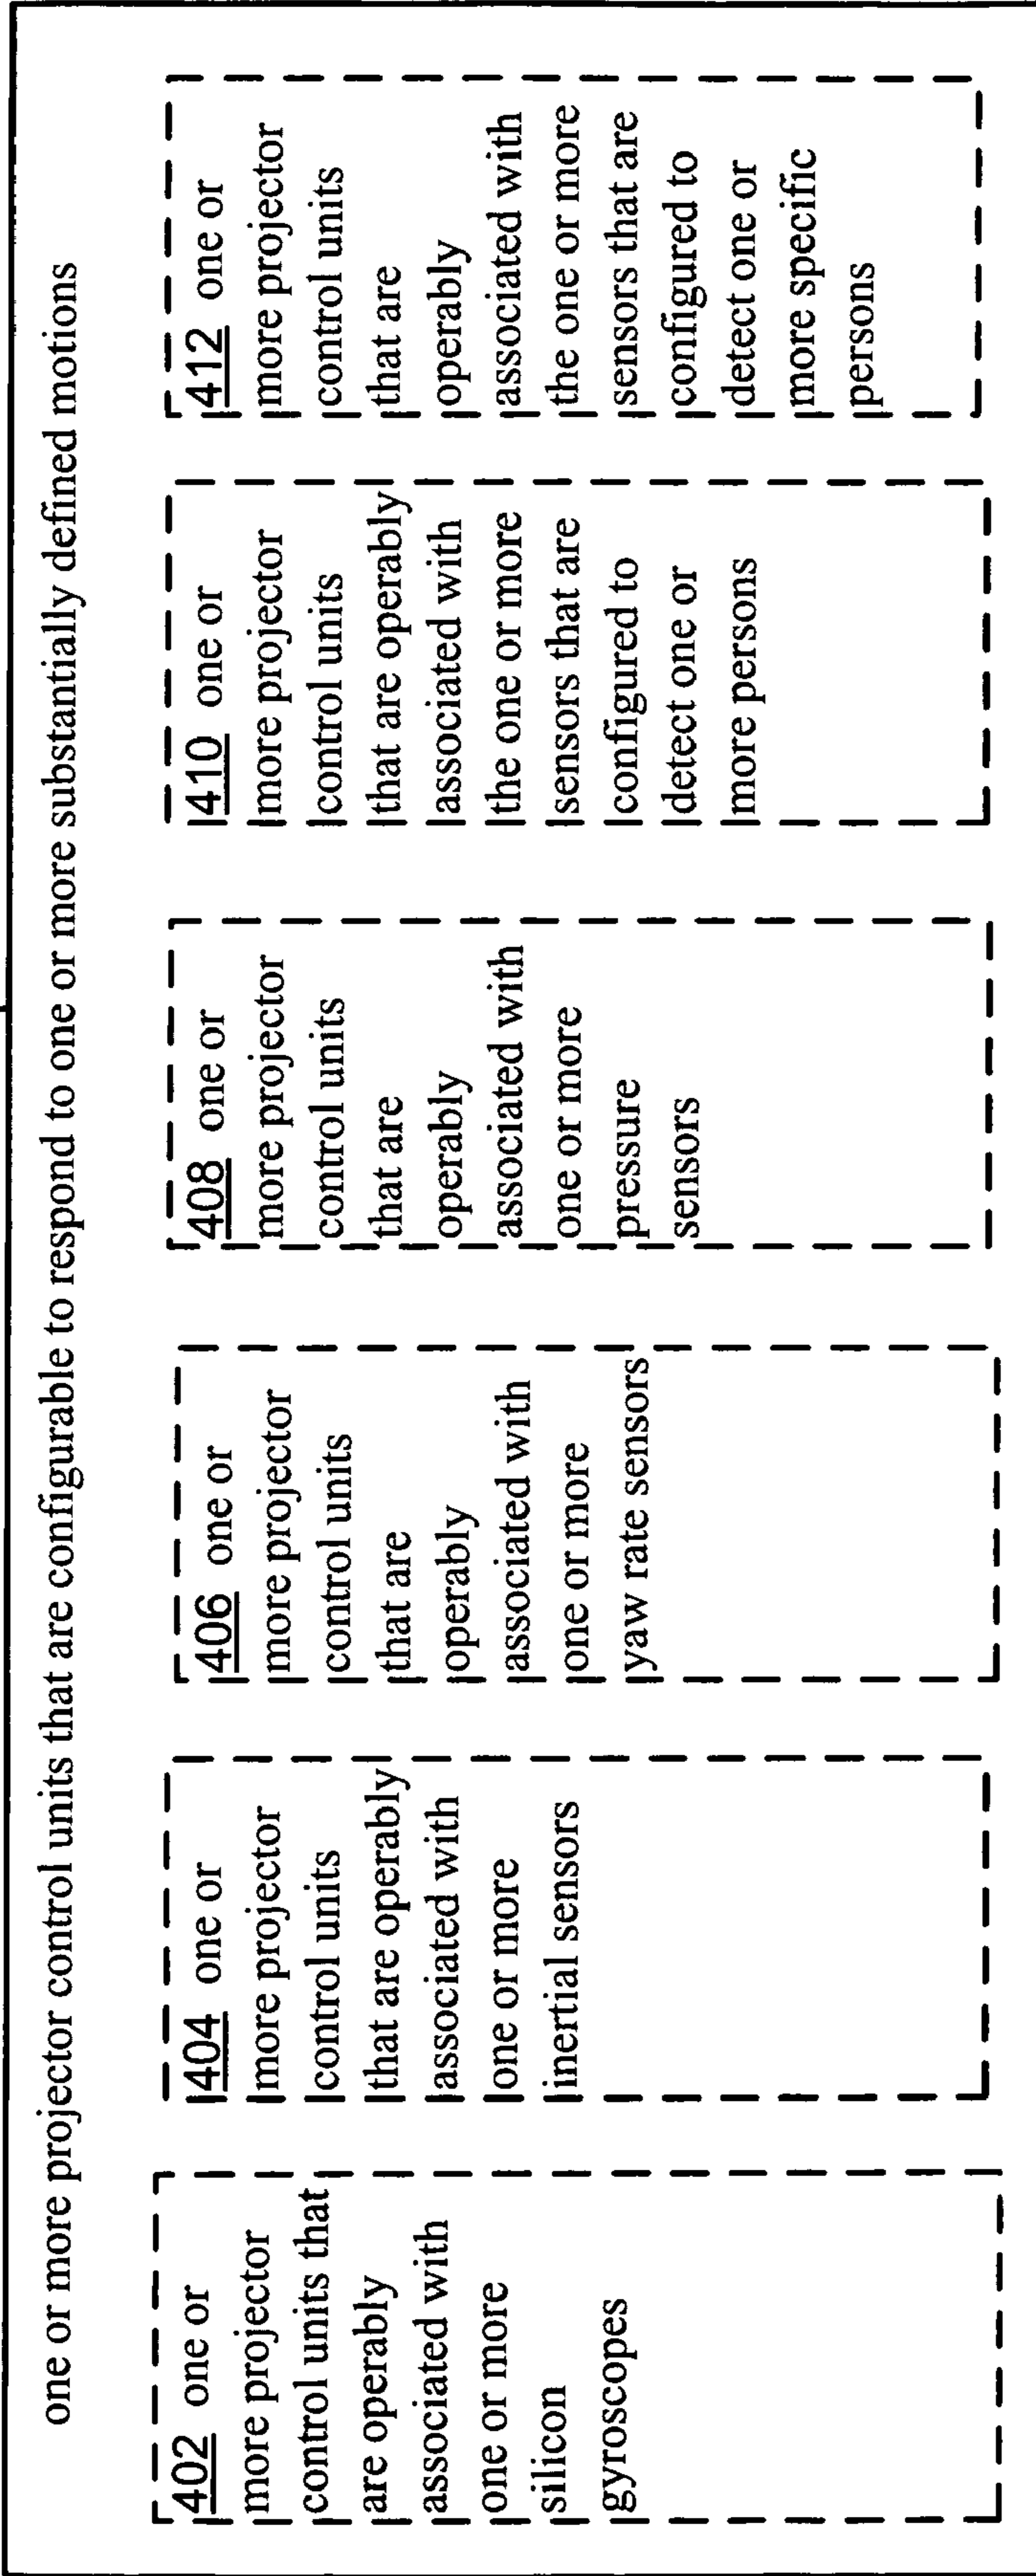 one or more projector control units that are configurable to respond to one or more substantially defined motions
402 one or
more projector
control units that
are operably
associated with
one or more
silicon
gyroscopes
404 one or
more projector
control units
that are operably
associated with
one or more
inertial sensors
406 one or
more projector
control units
that are
operably
associated with
one or more
yaw rate sensors
408 one or
more projector
control units
that are
operably
associated with
one or more
pressure
sensors
410 one or
more projector
control units
that are operably
associated with
the one or more
sensors that are
configured to
detect one or
more persons
412 one or
more projector
control units
that are
operably
associated with
the one or more
sensors that are
configured to
detect one or
more specific
persons